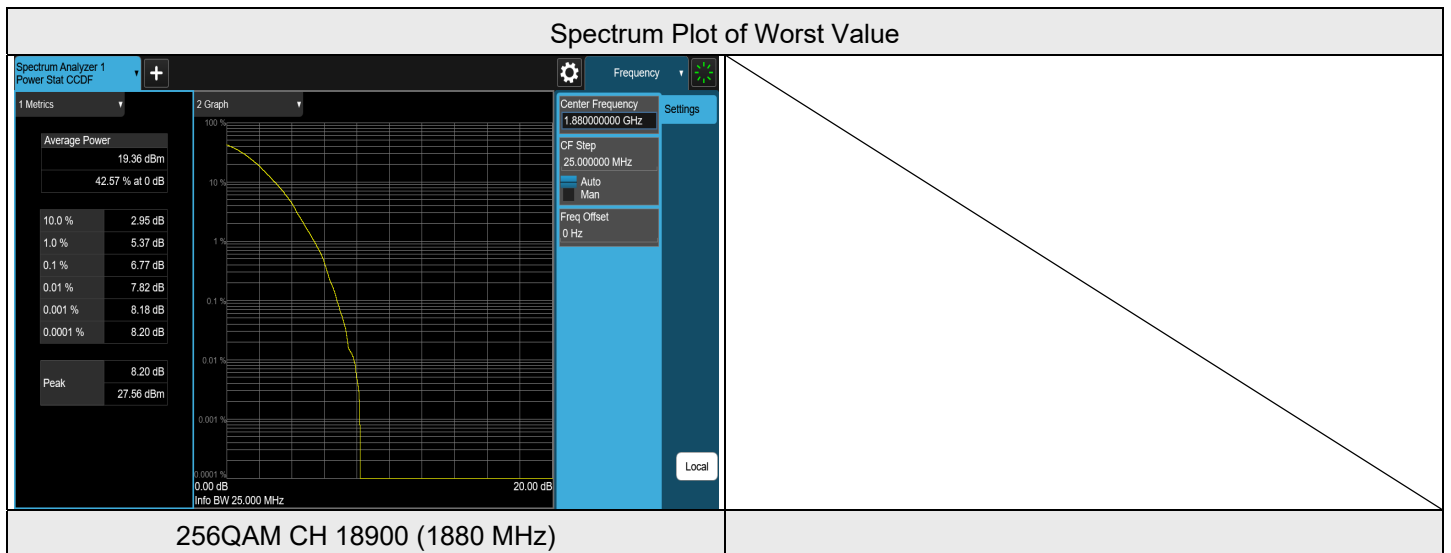 Spectrum Plot of Worst Value
Spectrum Analyzer 1
Power Stat CCDF
+
Frequency
1 Metrics
2 Graph
Settings
Average Power
19.36 dBm
42.57 % at 0 dB
10.0 % 2.95 dB
1.0 % 5.37 dB
0.1 % 6.77 dB
0.01 % 7.82 dB
0.001 % 8.18 dB
0.0001 % 8.20 dB
Peak
8.20 dB
27.56 dBm
100 %
10 %
1 %
0.1 %
0.01 %
0.001 %
0.0001 %
0.00 dB 20.00 dB
Info BW 25.000 MHz
Center Frequency
1.880000000 GHz
CF Step
25.000000 MHz
Auto
Man
Freq Offset
0 Hz
Local
256QAM CH 18900 (1880 MHz)